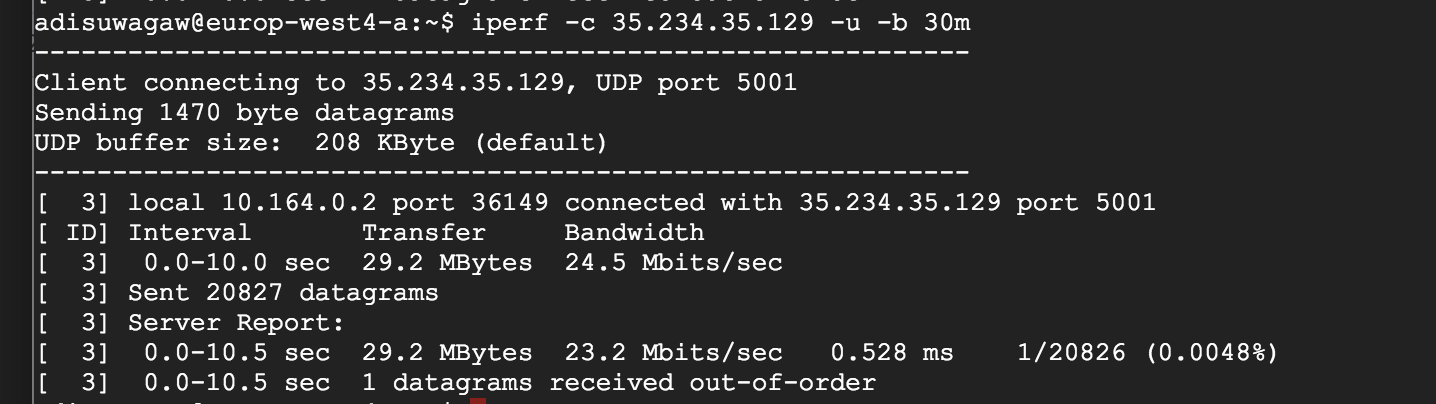 adisuwagaw@europ-west4-a:~$ iperf -c 35.234.35.129 -u -b 30m
------------------------------------------------------------
Client connecting to 35.234.35.129, UDP port 5001
Sending 1470 byte datagrams
UDP buffer size:  208 KByte (default)
------------------------------------------------------------
[  3] local 10.164.0.2 port 36149 connected with 35.234.35.129 port 5001
[ ID] Interval       Transfer     Bandwidth
[  3]  0.0-10.0 sec  29.2 MBytes  24.5 Mbits/sec
[  3] Sent 20827 datagrams
[  3] Server Report:
[  3]  0.0-10.5 sec  29.2 MBytes  23.2 Mbits/sec   0.528 ms    1/20826 (0.0048%)
[  3]  0.0-10.5 sec  1 datagrams received out-of-order